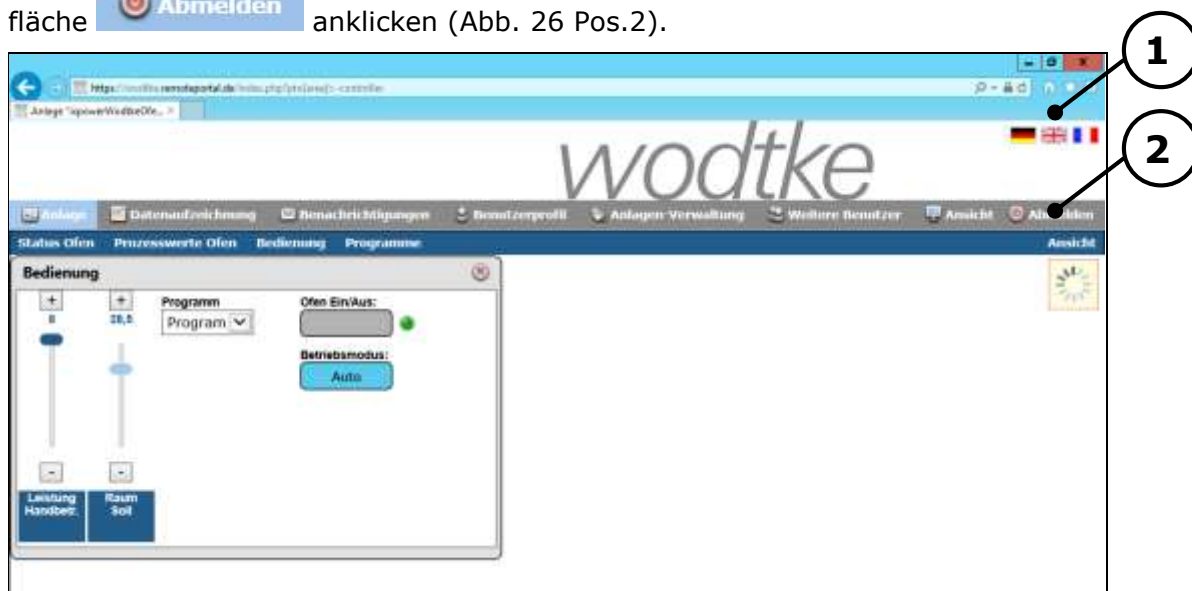 fläche Abmelden anklicken (Abb. 26 Pos.2).
1
2
Anlage
wodtke
Anlage Datenaufzeichnung Benachrichtigungen Benutzerprofil Anlagen-Verwaltung Weitere Benutzer Ansicht Abmelden
Status Ofen Prozesswerte Ofen Bedienung Programme Ansicht
Bedienung
+ + Programm Ofen Ein/Aus:
Program
Betriebsmodus:
Auto
- -
Leistung Handbetr.
Raum Soll